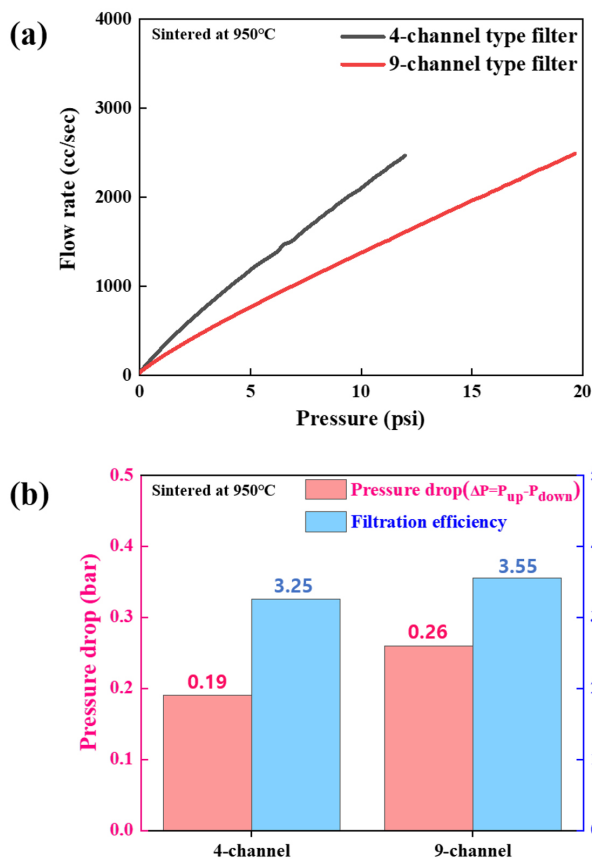 (a)
Sintered at 950°C
4-channel type filter
9-channel type filter
4000
3000
2000
1000
0
Flow rate (cc/sec)
0
5
10
15
20
Pressure (psi)
(b)
Sintered at 950°C
Pressure drop(ΔP=Pup-Pdown)
Filtration efficiency
0.5
0.4
0.3
0.2
0.1
0.0
Pressure drop (bar)
0.19
3.25
0.26
3.55
4-channel
9-channel